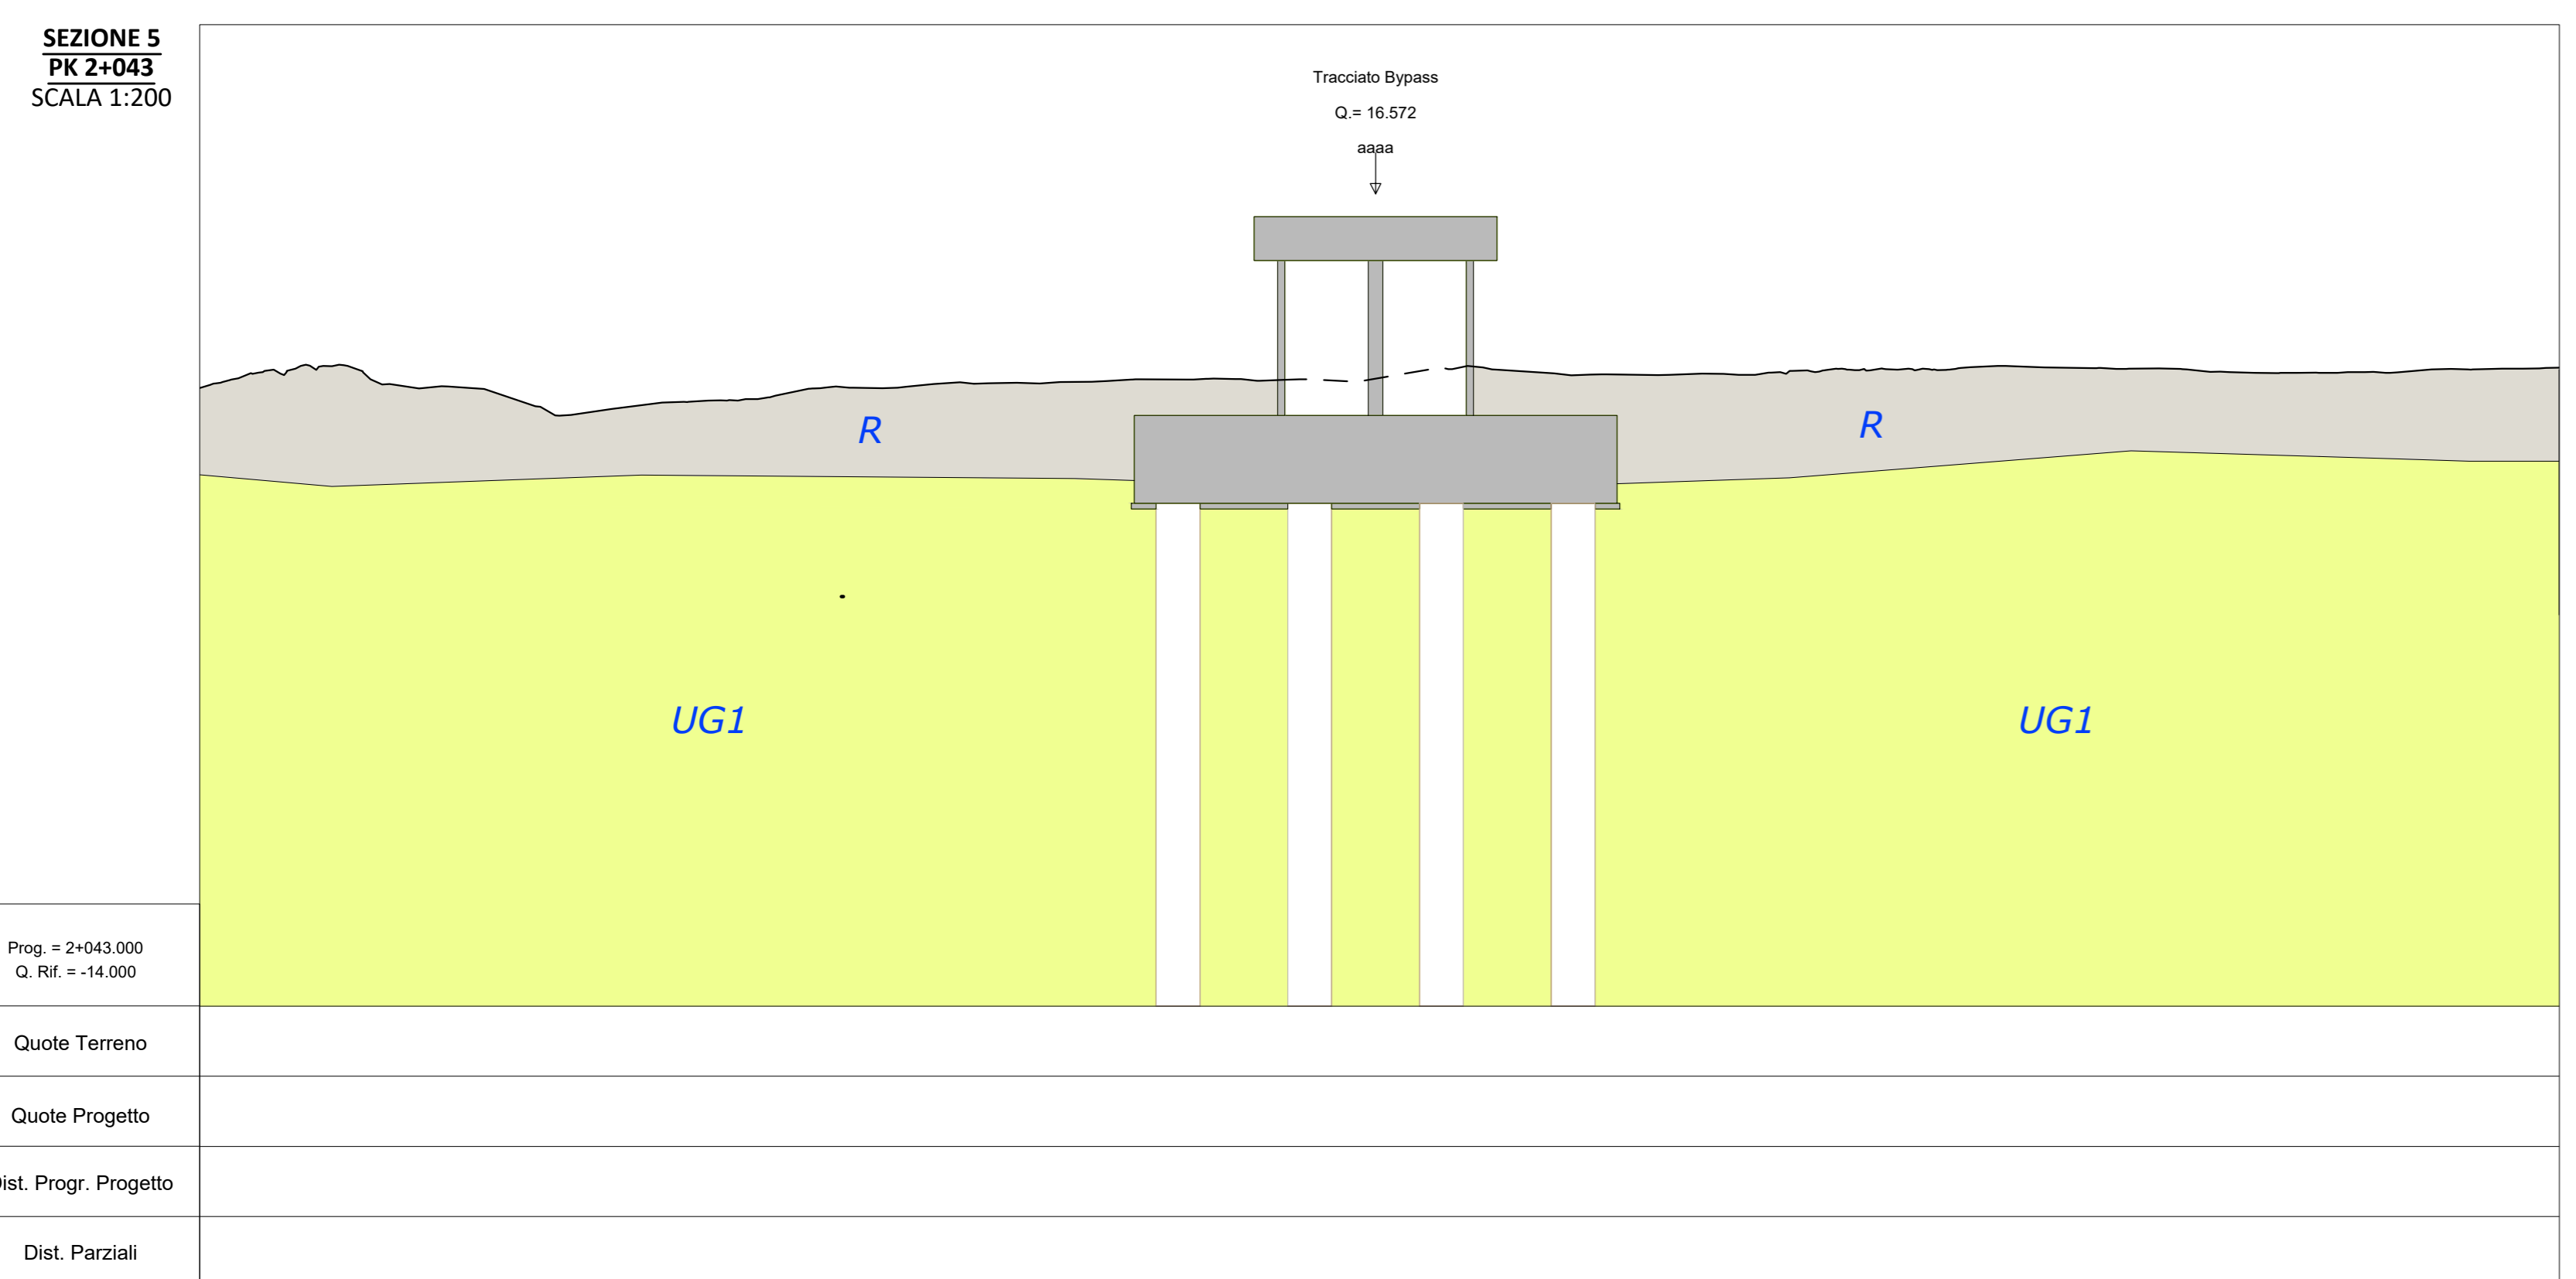 SEZIONE 5
PK 2+043
SCALA 1:200
Tracciato Bypass
Q.= 16.572
aaaa
R
R
UG1
UG1
Prog. = 2+043.000
Q. Rif. = -14.000
Quote Terreno
Quote Progetto
ist. Progr. Progetto
Dist. Parziali